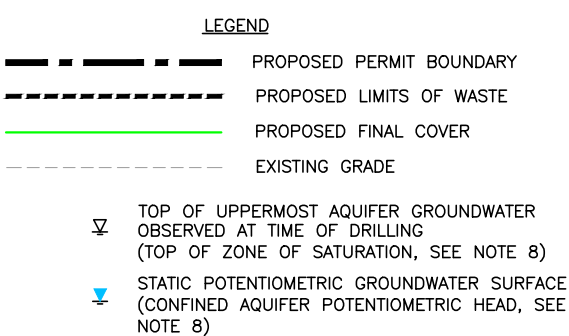 LEGEND
PROPOSED PERMIT BOUNDARY
PROPOSED LIMITS OF WASTE
PROPOSED FINAL COVER
EXISTING GRADE
TOP OF UPPERMOST AQUIFER GROUNDWATER
OBSERVED AT TIME OF DRILLING
(TOP OF ZONE OF SATURATION, SEE NOTE 8)
STATIC POTENTIOMETRIC GROUNDWATER SURFACE
(CONFINED AQUIFER POTENTIOMETRIC HEAD, SEE
NOTE 8)